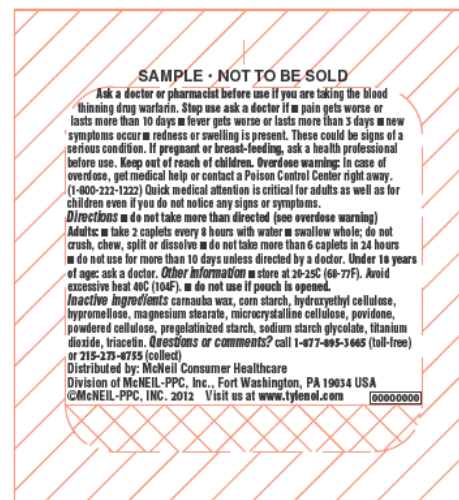 SAMPLE • NOT TO BE SOLD
Ask a doctor or pharmacist before use if you are taking the blood
thinning drug warfarin. Stop use ask a doctor if ■ pain gets worse or
lasts more than 10 days ■ fever gets worse or lasts more than 3 days ■ new
symptoms occur ■ redness or swelling is present. These could be signs of a
serious condition. If pregnant or breast-feeding, ask a health professional
before use. Keep out of reach of children. Overdose warning: In case of
overdose, get medical help or contact a Poison Control Center right away.
(1-800-222-1222) Quick medical attention is critical for adults as well as for
children even if you do not notice any signs or symptoms.
Directions ■ do not take more than directed (see overdose warning)
Adults: ■ take 2 caplets every 8 hours with water ■ swallow whole; do not
crush, chew, split or dissolve ■ do not take more than 6 caplets in 24 hours
■ do not use for more than 10 days unless directed by a doctor. Under 18 years
of age: ask a doctor. Other information ■ store at 20-25C (68-77F). Avoid
excessive heat 40C (104F). ■ do not use if pouch is opened.
Inactive ingredients carnauba wax, corn starch, hydroxyethyl cellulose,
hypromellose, magnesium stearate, microcrystalline cellulose, povidone,
powdered cellulose, pregelatinized starch, sodium starch glycolate, titanium
dioxide, triacetin. Questions or comments? call 1-877-895-3665 (toll-free)
or 215-273-8755 (collect)
Distributed by: McNeil Consumer Healthcare
Division of McNEIL-PPC, Inc., Fort Washington, PA 19034 USA
©McNEIL-PPC, INC. 2012 Visit us at www.tylenol.com 00000000